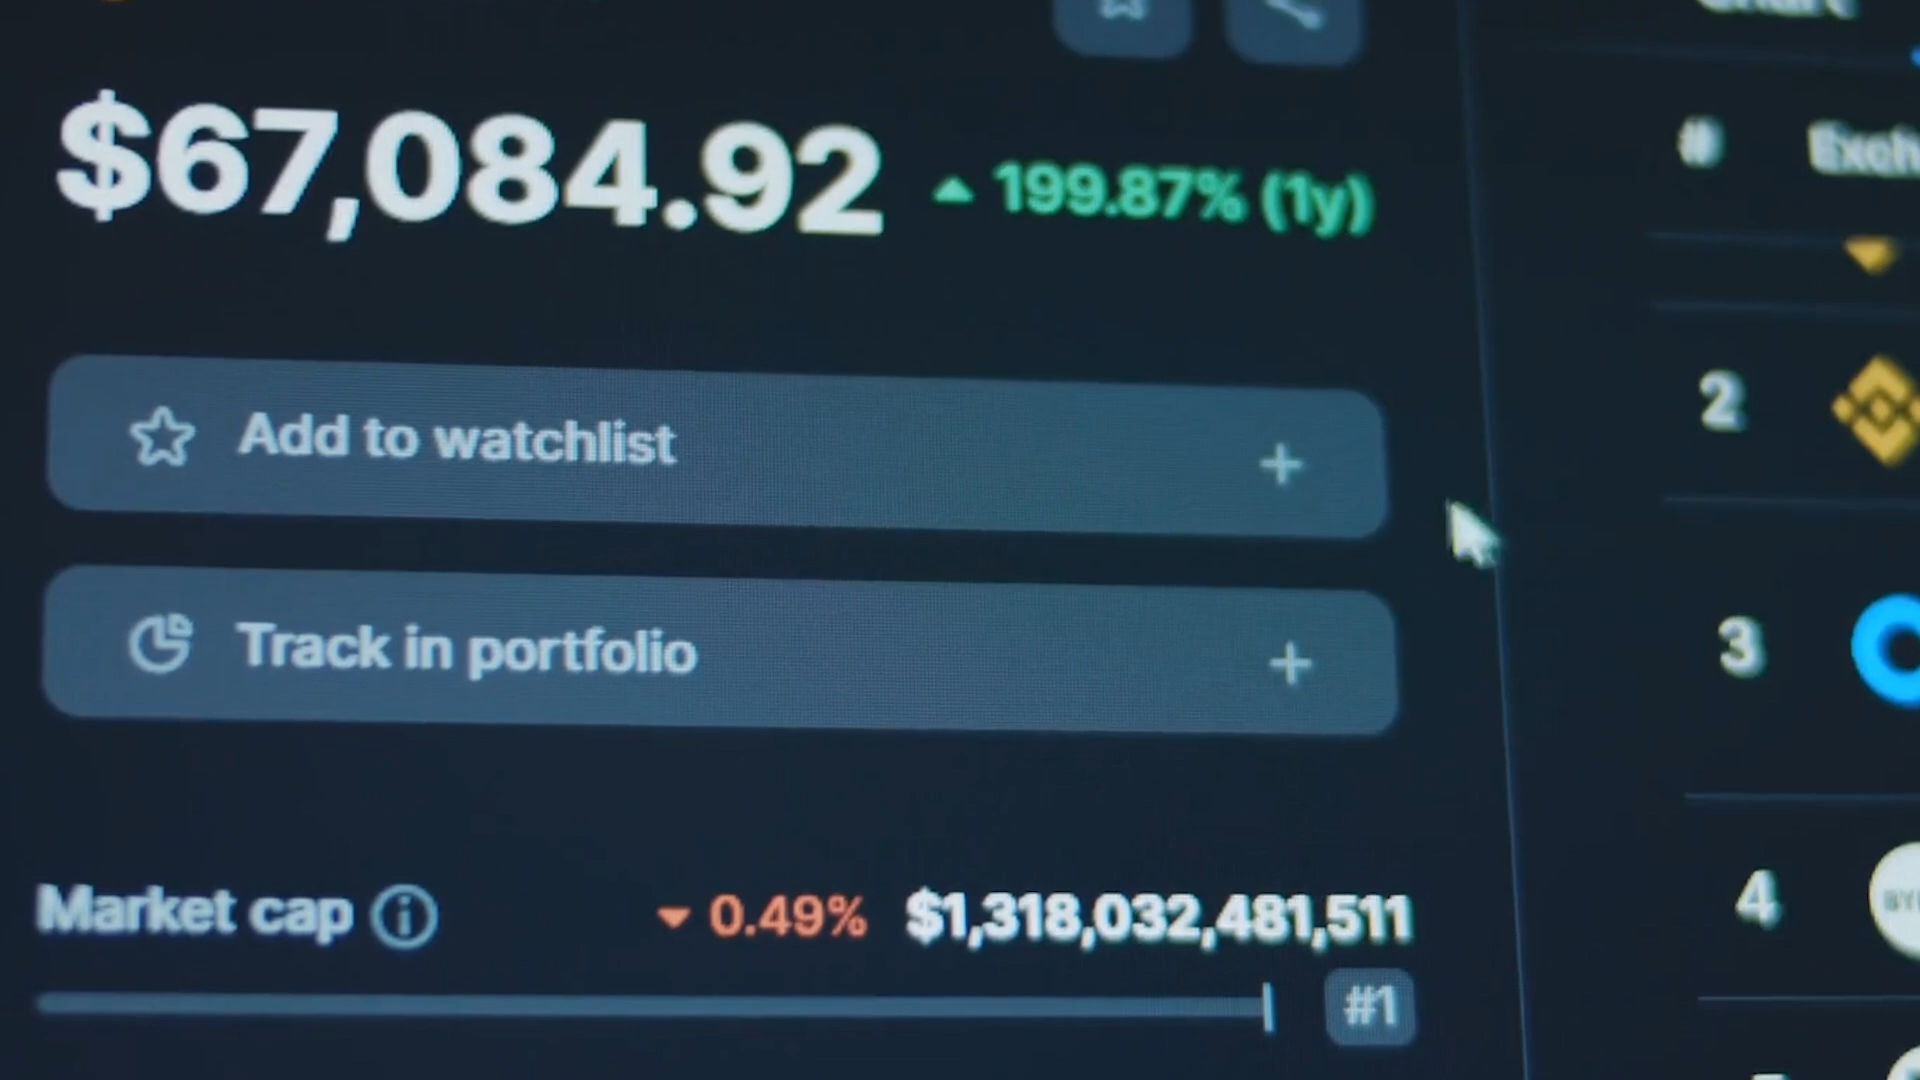 $67,084.92 ▲ 199.87% (1y)
Add to watchlist +
Track in portfolio +
Market cap ▼ 0.49% $1,318,032,481,511
#1
#
2
3
4